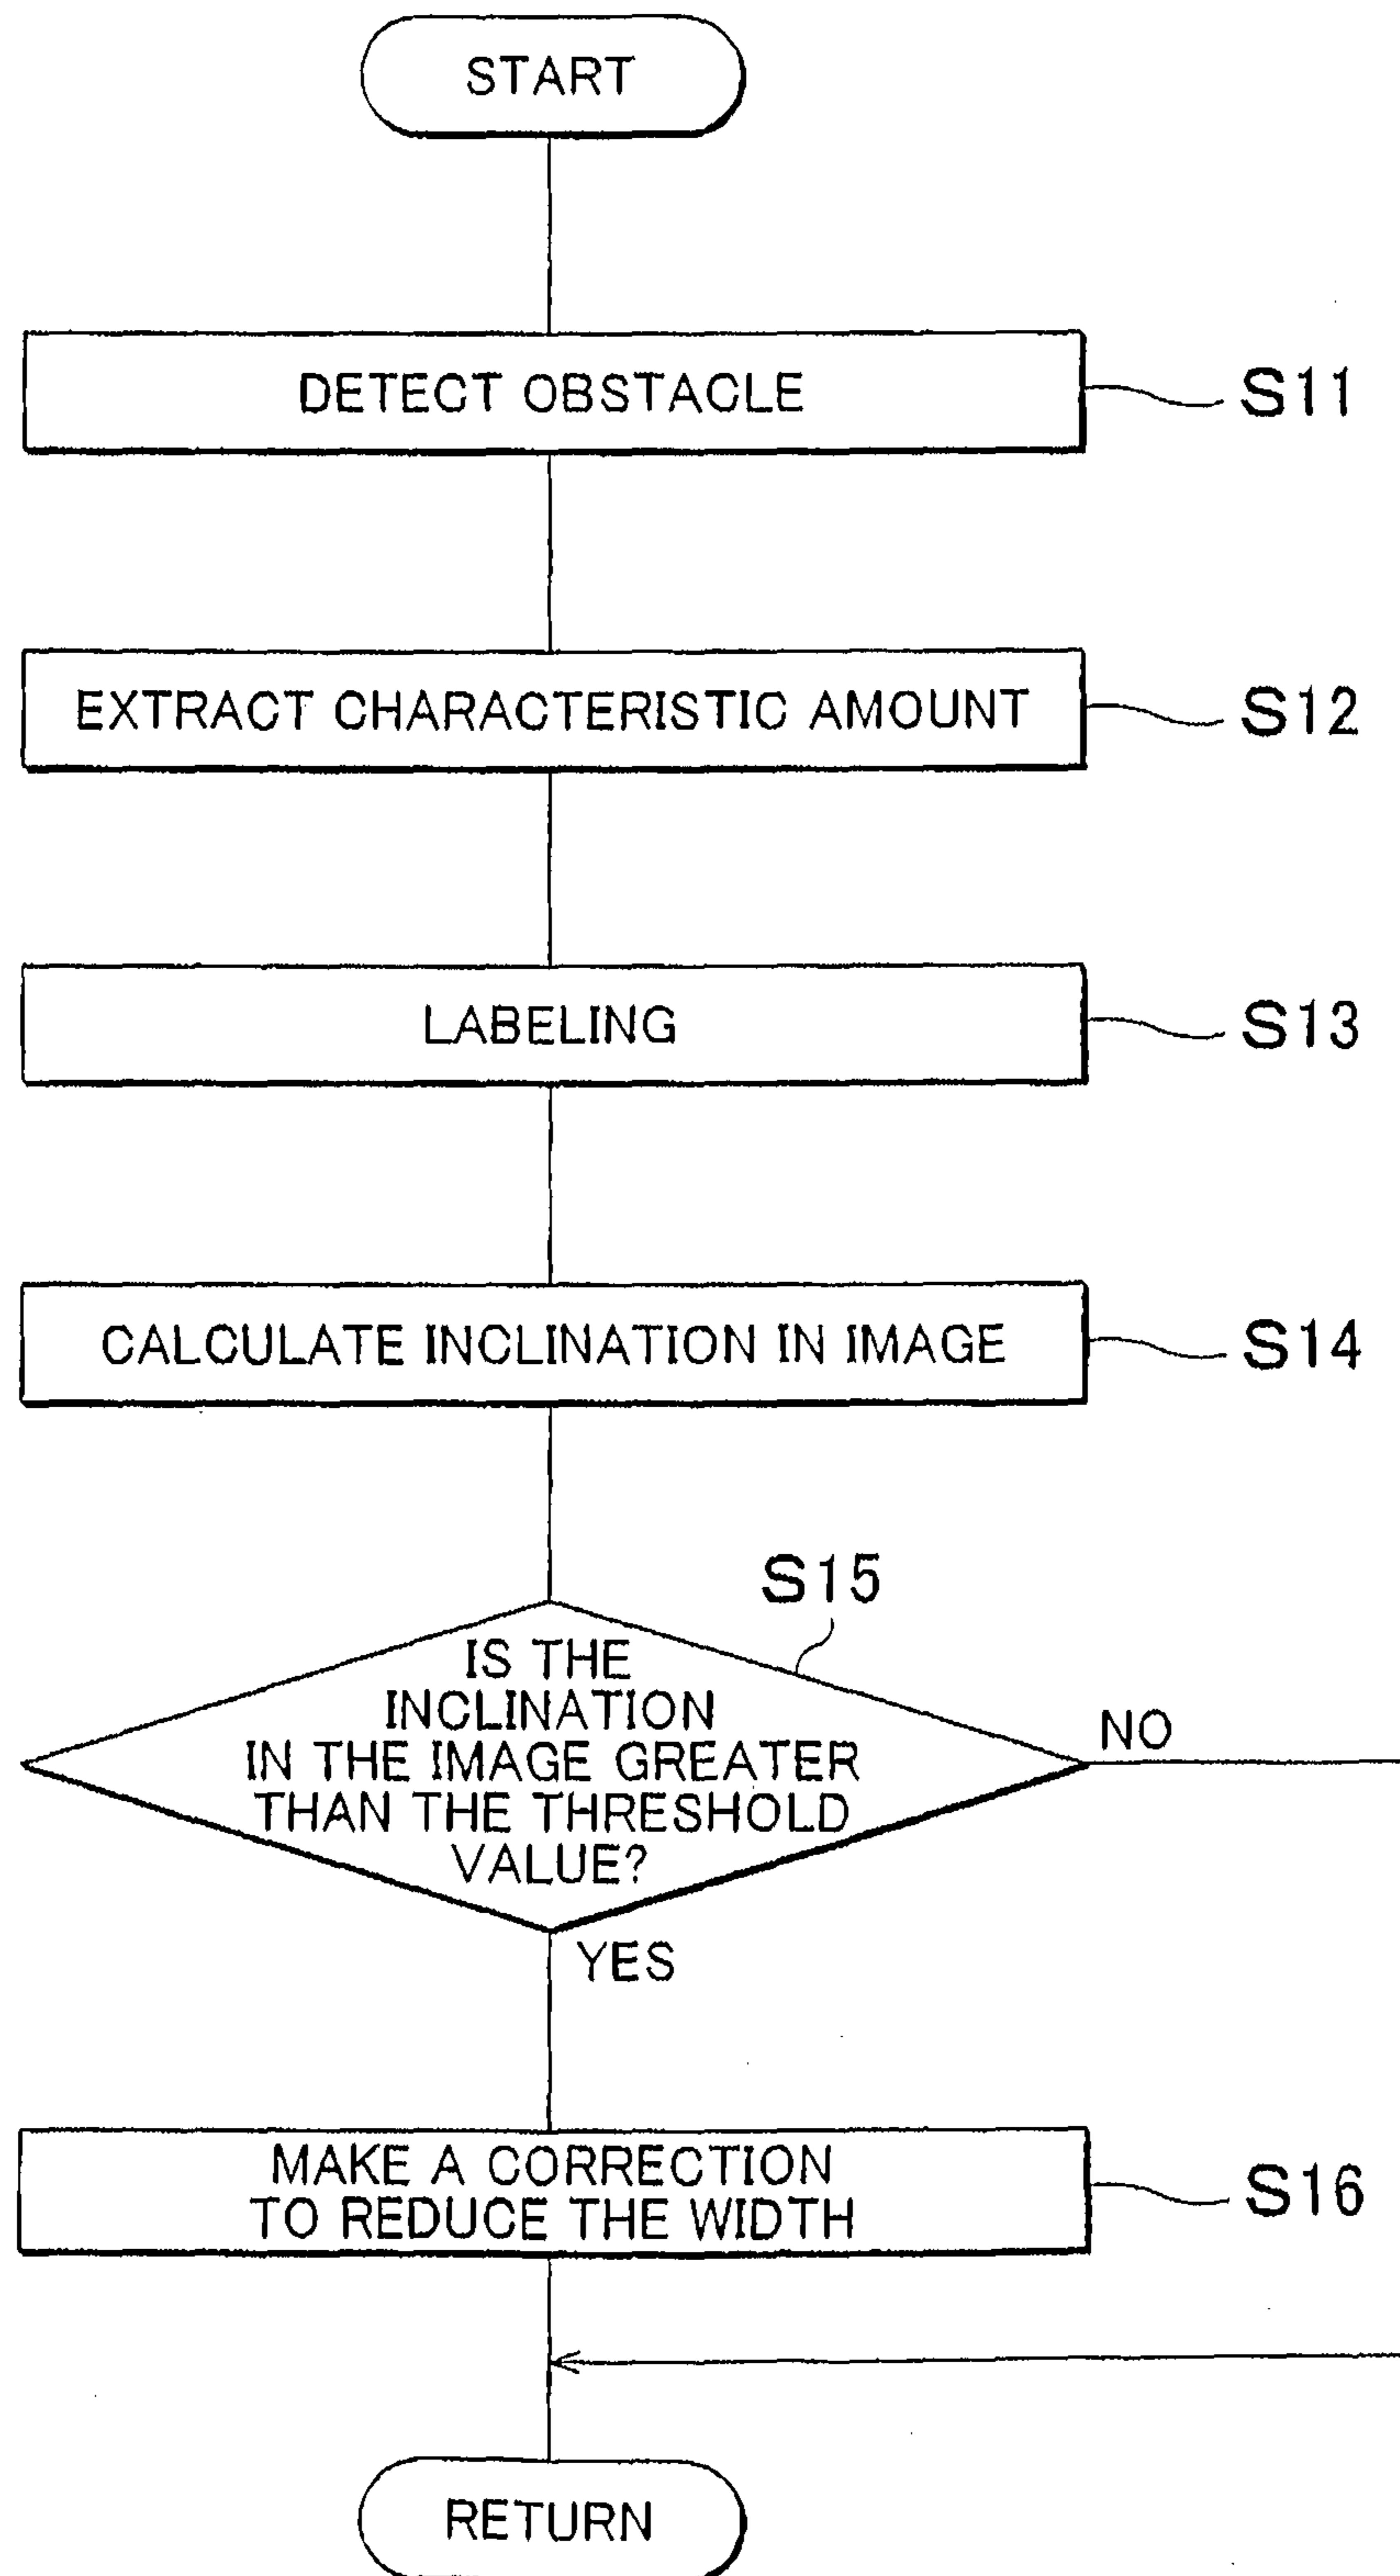 START
DETECT OBSTACLE
S11
EXTRACT CHARACTERISTIC AMOUNT
S12
LABELING
S13
CALCULATE INCLINATION IN IMAGE
S14
S15
IS THE
INCLINATION
IN THE IMAGE GREATER
THAN THE THRESHOLD
VALUE?
NO
YES
MAKE A CORRECTION
TO REDUCE THE WIDTH
S16
RETURN